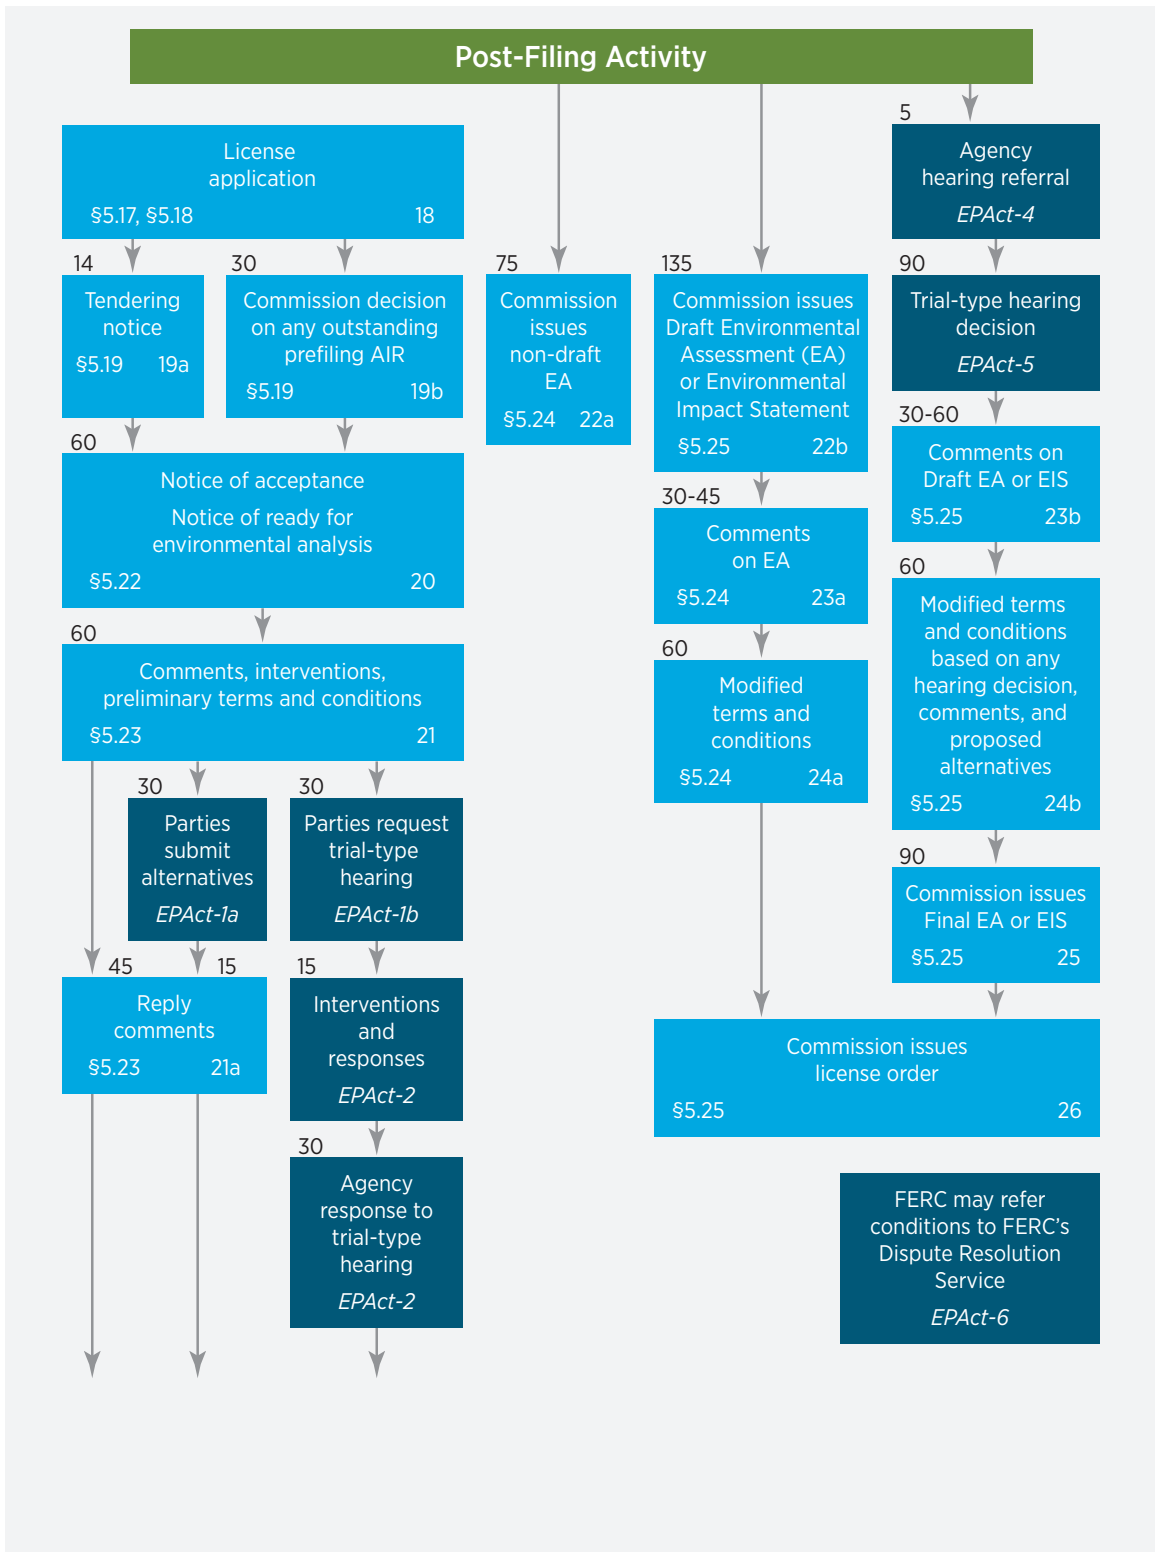 Post-Filing Activity
License
application
§5.17, §5.18 18
14
Tendering
notice
§5.19 19a
30
Commission decision
on any outstanding
prefiling AIR
§5.19 19b
60
Notice of acceptance
Notice of ready for
environmental analysis
§5.22 20
60
Comments, interventions,
preliminary terms and conditions
§5.23 21
30
Parties
submit
alternatives
EPAct-1a
30
Parties request
trial-type
hearing
EPAct-1b
45 15
Reply
comments
§5.23 21a
15
Interventions
and
responses
EPAct-2
30
Agency
response to
trial-type
hearing
EPAct-2
75
Commission
issues
non-draft
EA
§5.24 22a
135
Commission issues
Draft Environmental
Assessment (EA)
or Environmental
Impact Statement
§5.25 22b
30-45
Comments
on EA
§5.24 23a
60
Modified
terms and
conditions
§5.24 24a
5
Agency
hearing referral
EPAct-4
90
Trial-type hearing
decision
EPAct-5
30-60
Comments on
Draft EA or EIS
§5.25 23b
60
Modified terms
and conditions
based on any
hearing decision,
comments, and
proposed
alternatives
§5.25 24b
90
Commission issues
Final EA or EIS
§5.25 25
Commission issues
license order
§5.25 26
FERC may refer
conditions to FERC’s
Dispute Resolution
Service
EPAct-6